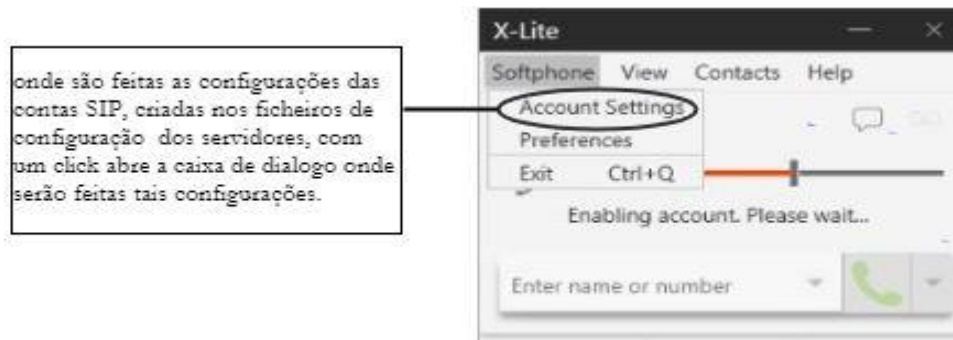 onde são feitas as configurações das
contas SIP, criadas nos ficheiros de
configuração dos servidores, com
um click abre a caixa de dialogo onde
serão feitas tais configurações.
X-Lite
Softphone View Contacts Help
Account Settings
Preferences
Exit Ctrl+Q
Enabling account. Please wait...
Enter name or number